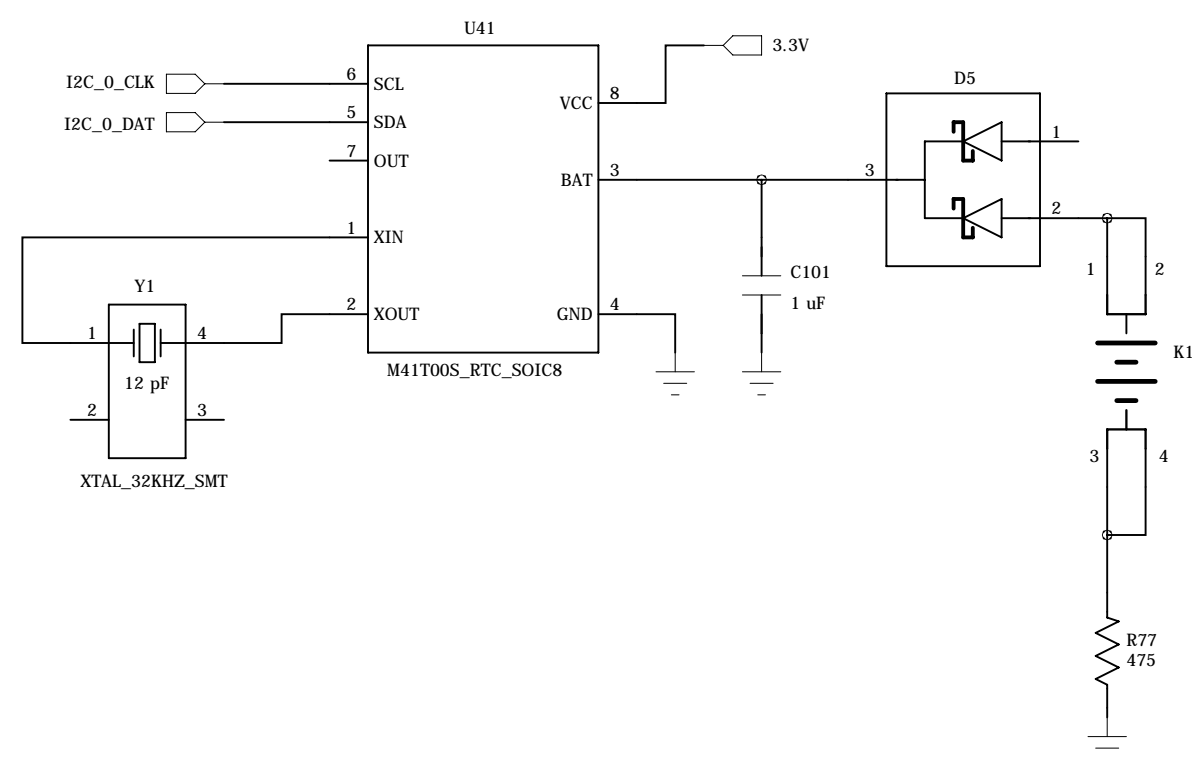 U41
I2C_0_CLK
6
SCL
I2C_0_DAT
5
SDA
7
OUT
1
XIN
2
XOUT
VCC
8
3.3V
BAT
3
GND
4
M41T00S_RTC_SOIC8
Y1
1
4
12 pF
2
3
XTAL_32KHZ_SMT
C101
1 uF
D5
3
1
2
1
2
K1
3
4
R77
475